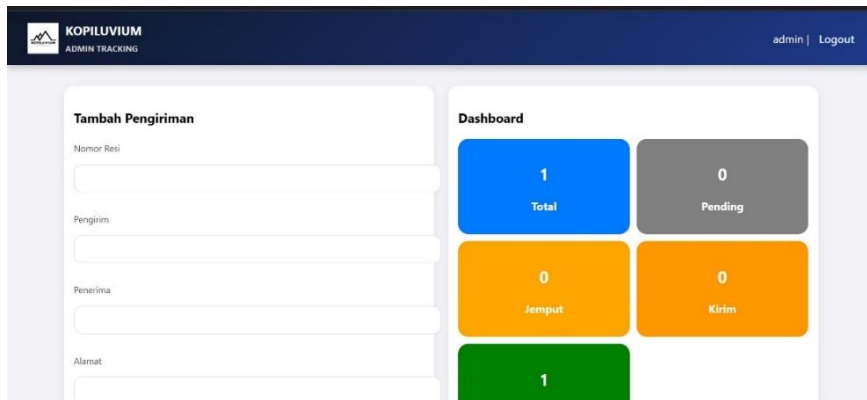 KOPILUVIUM
ADMIN TRACKING
admin | Logout
Tambah Pengiriman
Nomor Resi
Pengirim
Penerima
Alamat
Dashboard
1
Total
0
Pending
0
Jemput
0
Kirim
1